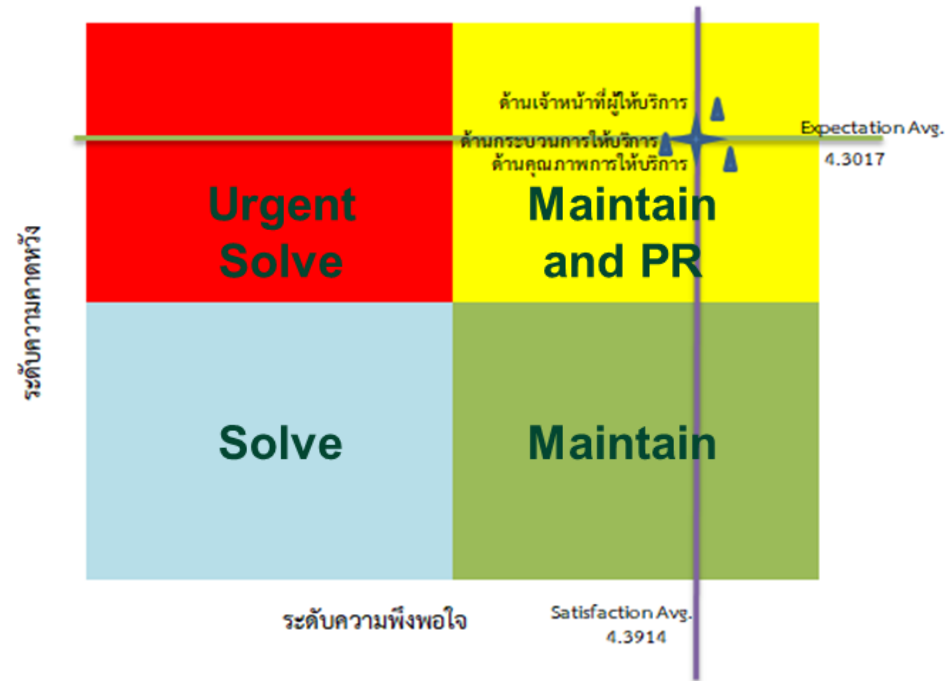 ด้านเจ้าหน้าที่ผู้ให้บริการ
ด้านกระบวนการให้บริการ
ด้านคุณภาพการให้บริการ
Expectation Avg.
4.3017
Urgent
Solve
Maintain
and PR
ระดับความคาดหวัง
Solve
Maintain
ระดับความพึงพอใจ
Satisfaction Avg.
4.3914